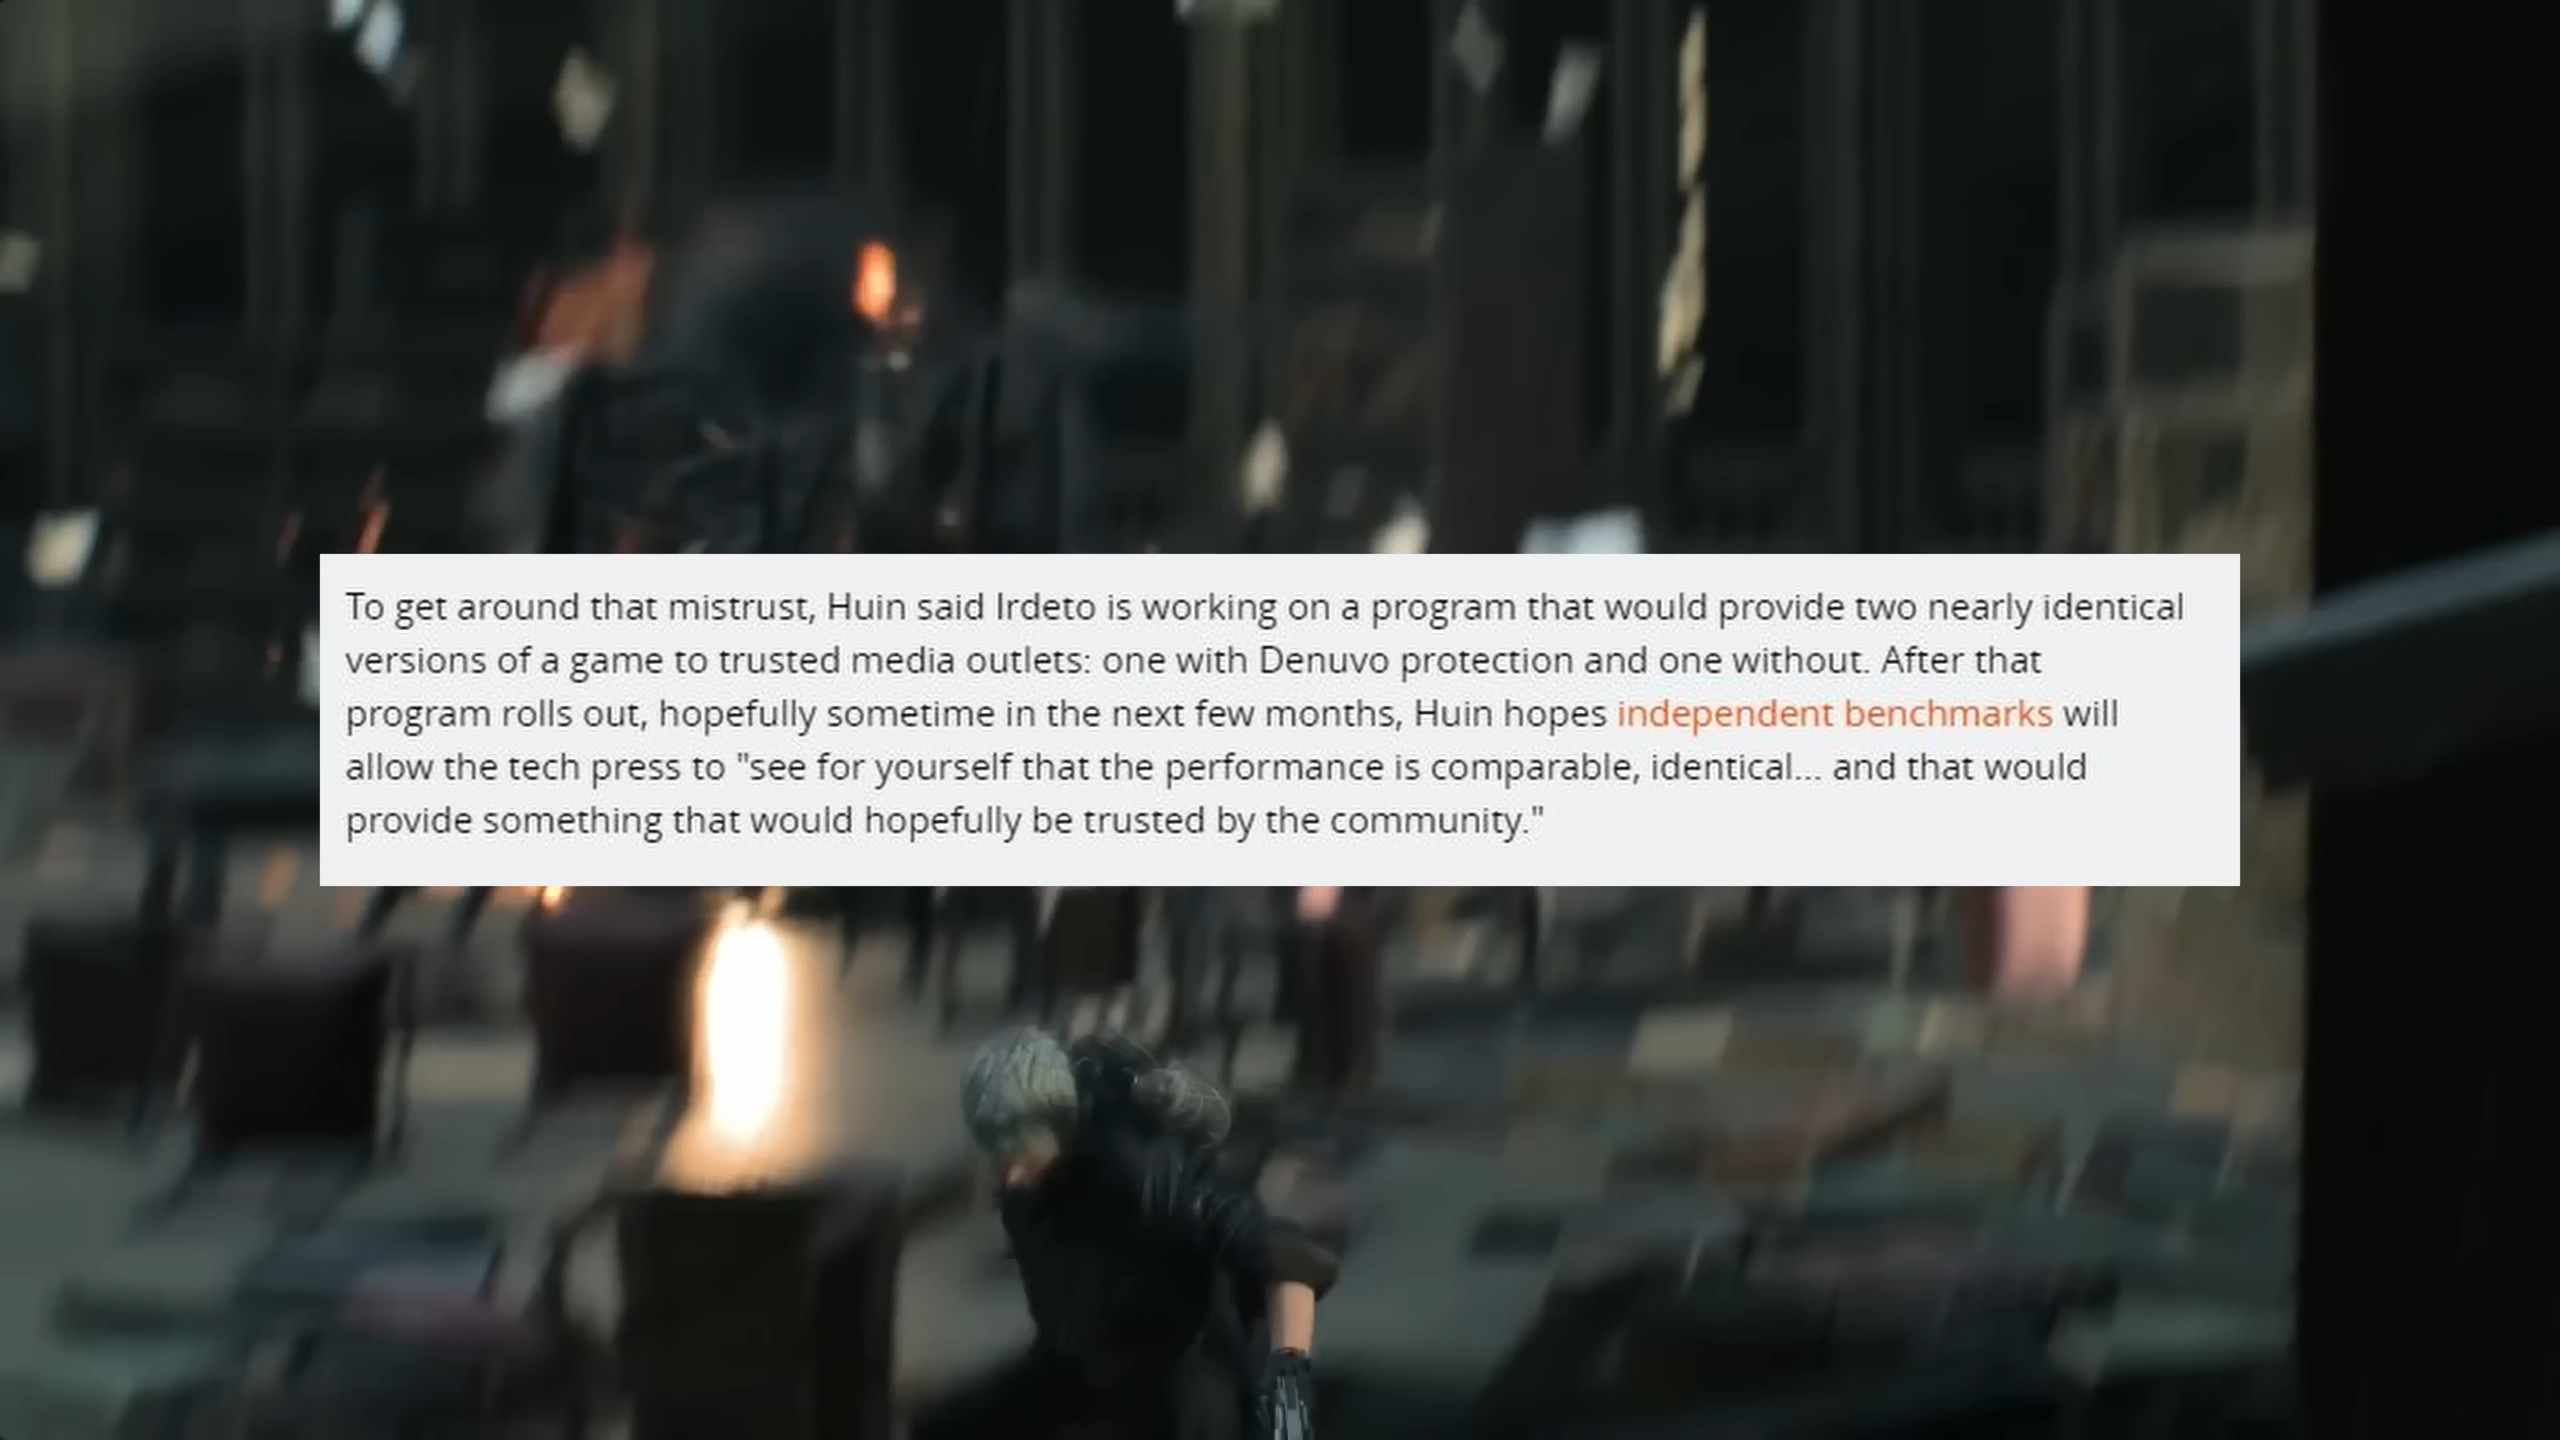 To get around that mistrust, Huin said Irdeto is working on a program that would provide two nearly identical
versions of a game to trusted media outlets: one with Denuvo protection and one without. After that
program rolls out, hopefully sometime in the next few months, Huin hopes independent benchmarks will
allow the tech press to "see for yourself that the performance is comparable, identical... and that would
provide something that would hopefully be trusted by the community."